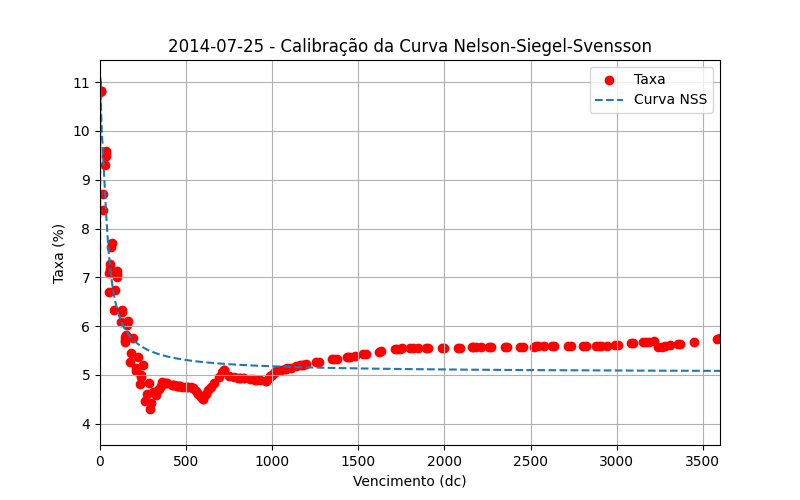 2014-07-25 - Calibração da Curva Nelson-Siegel-Svensson
Taxa
Curva NSS
11
10
9
8
7
6
5
4
Taxa (%)
0 500 1000 1500 2000 2500 3000 3500
Vencimento (dc)